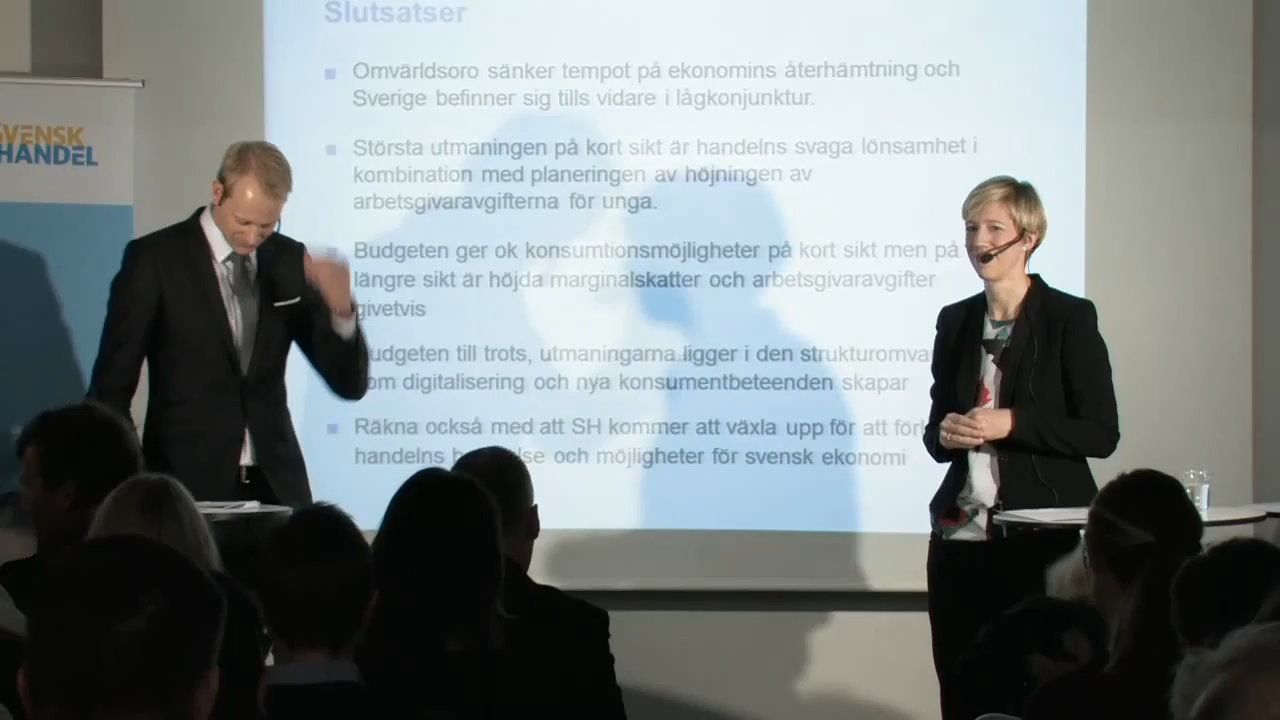 Slutsatser
Omvärldsoro sänker tempot på ekonomins återhämtning och
Sverige befinner sig tills vidare i lågkonjunktur.
Största utmaningen på kort sikt är handelns svaga lönsamhet i
kombination med planeringen av höjningen av
arbetsgivaravgifterna för unga.
Budgeten ger ok konsumtionsmöjligheter på kort sikt men på
längre sikt är höjda marginalskatter och arbetsgivaravgifter
givetvis
udgeten till trots, utmaningarna ligger i den strukturomva
om digitalisering och nya konsumentbeteenden skapar
Räkna också med att SH kommer att växla upp för att förl
handelns och möjligheter för svensk ekonomi
SVENSK
HANDEL